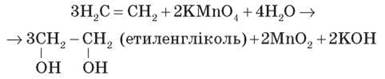 3H₂C=CH₂+2KMnO₄+4H₂O→
→3CH₂–CH₂ (етиленгліколь)+2MnO₂+2KOH
OH OH